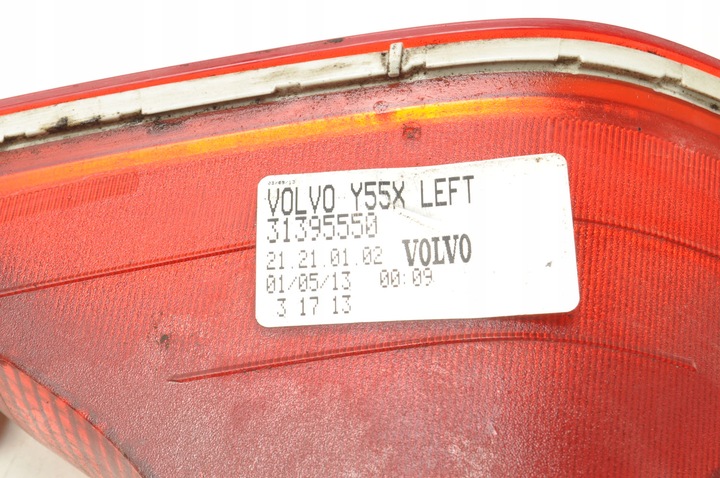 VOLVO Y55X LEFT
31395550
21.21.01.02 VOLVO
01/05/13 00:09
3 17 13